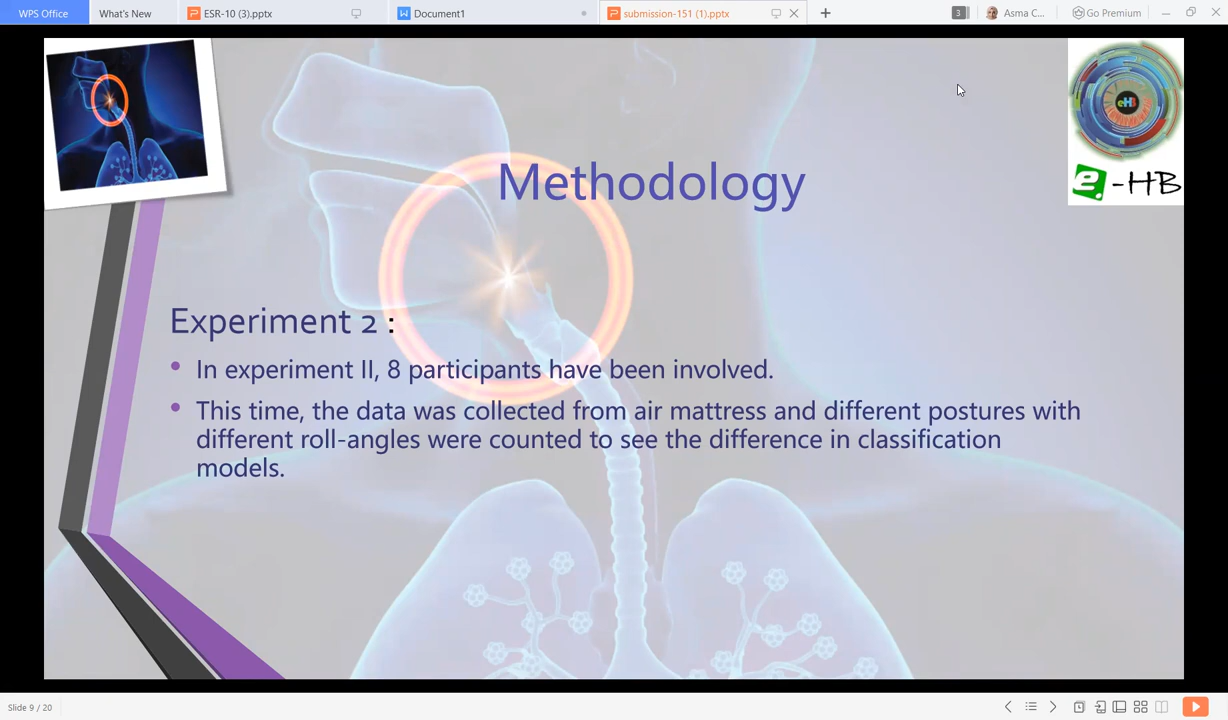 WPS Office
What's New
ESR-10 (3).pptx
Document1
submission-151 (1).pptx
3
Asma C...
Go Premium
eHB
e-HB
Methodology
Experiment 2 :
• In experiment II, 8 participants have been involved.
• This time, the data was collected from air mattress and different postures with
different roll-angles were counted to see the difference in classification
models.
Slide 9 / 20